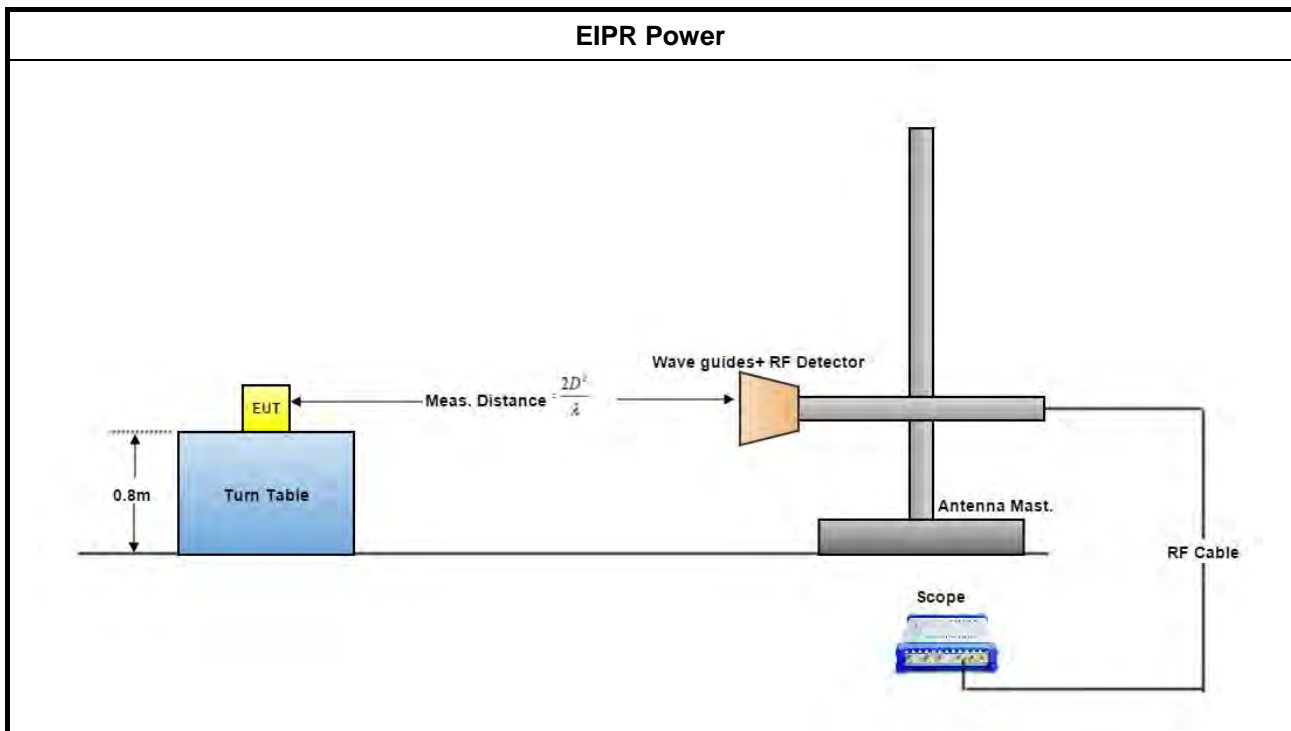 EIPR Power
Wave guides+ RF Detector
EUT
Meas. Distance = 2D²/λ
0.8m
Turn Table
Antenna Mast.
RF Cable
Scope